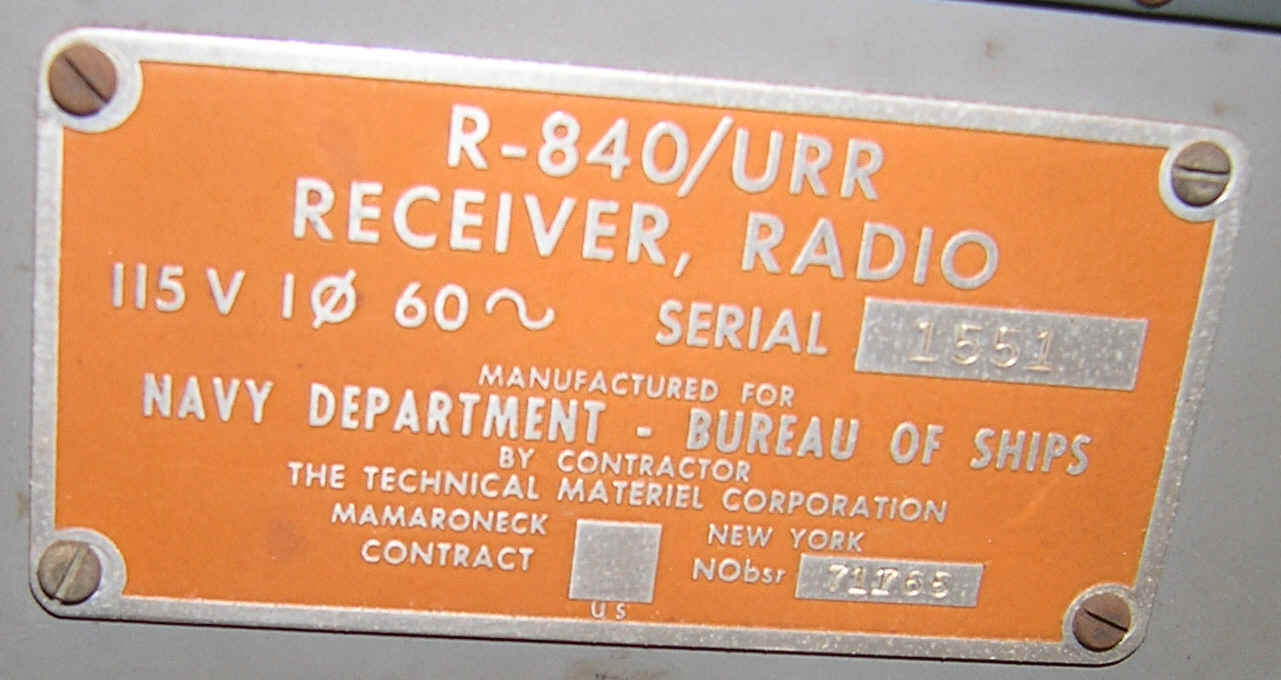 R-840/URR
RECEIVER, RADIO
115 V 1Ø 60~ SERIAL 1551
MANUFACTURED FOR
NAVY DEPARTMENT - BUREAU OF SHIPS
BY CONTRACTOR
THE TECHNICAL MATERIEL CORPORATION
MAMARONECK NEW YORK
CONTRACT NObsr
US